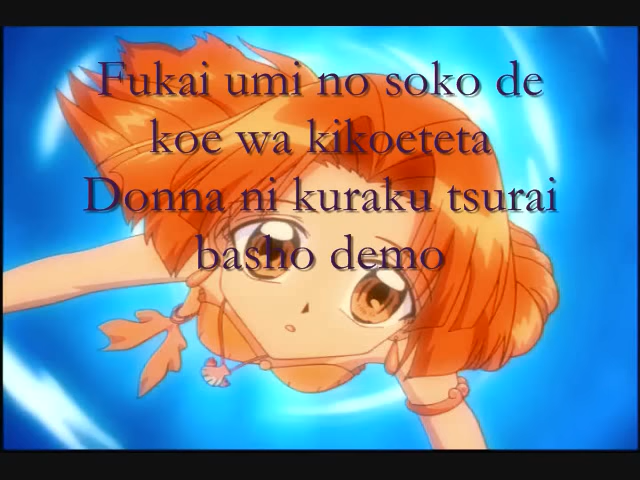 Fukai umi no soko de
koe wa kikoeteta
Donna ni kuraku tsurai
basho demo